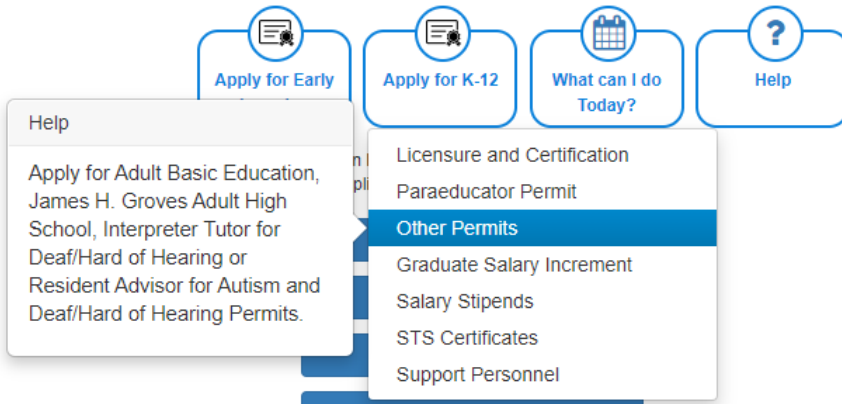 Apply for Early
Apply for K-12
What can I do
Today?
?
Help
Help
Apply for Adult Basic Education,
James H. Groves Adult High
School, Interpreter Tutor for
Deaf/Hard of Hearing or
Resident Advisor for Autism and
Deaf/Hard of Hearing Permits.
Licensure and Certification
Paraeducator Permit
Other Permits
Graduate Salary Increment
Salary Stipends
STS Certificates
Support Personnel